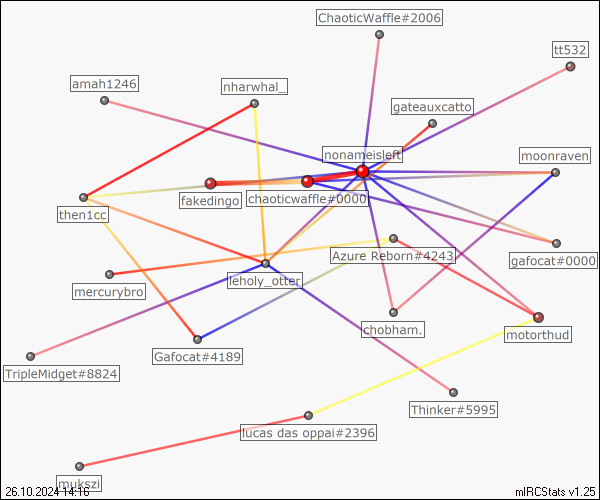 ChaoticWaffle#2006
tt532
amah1246
nharwhal_
gateauxcatto
nonameisleft
moonraven
fakedingo
chaoticwaffle#0000
then1cc
Azure Reborn#4243
gafocat#0000
leholy_otter
mercurybro
chobham.
motorthud
Gafocat#4189
TripleMidget#8824
Thinker#5995
lucas das oppai#2396
mukszi
26.10.2024 14:16
mIRCStats v1.25